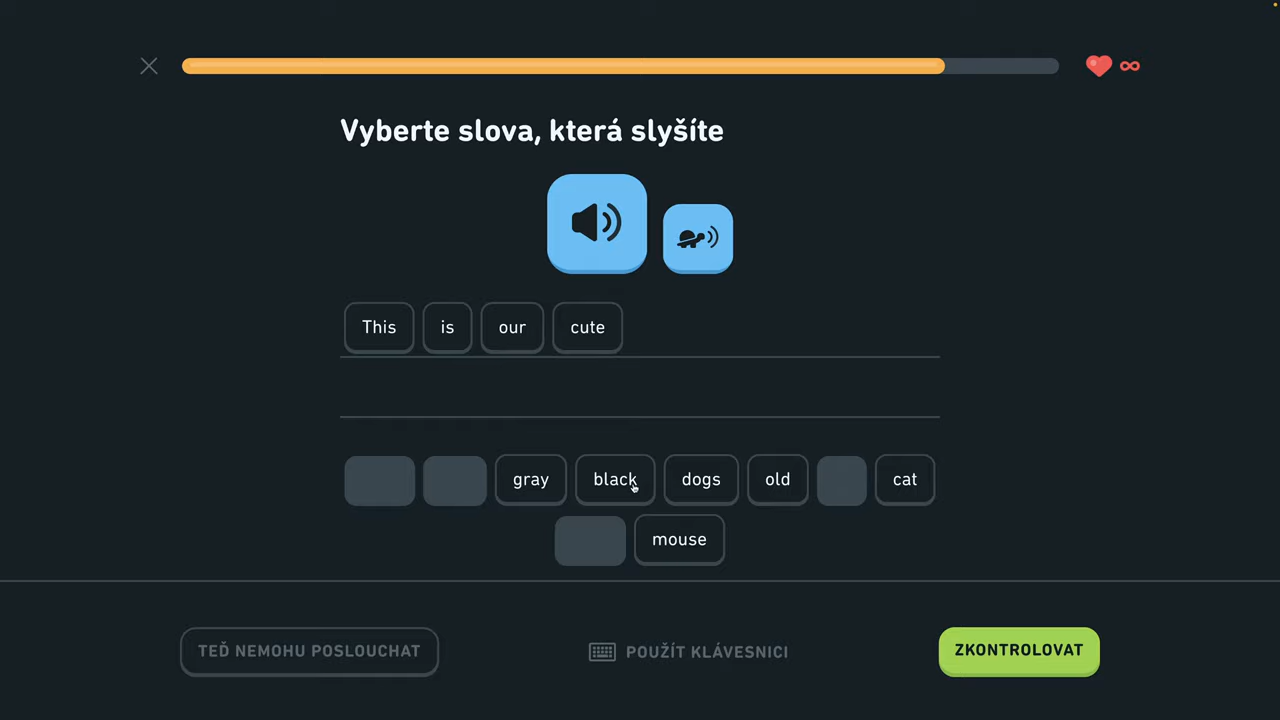 Vyberte slova, která slyšíte
This is our cute
gray black dogs old cat
mouse
TEĎ NEMOHU POSLOUCHAT POUŽÍT KLÁVESNICI ZKONTROLOVAT